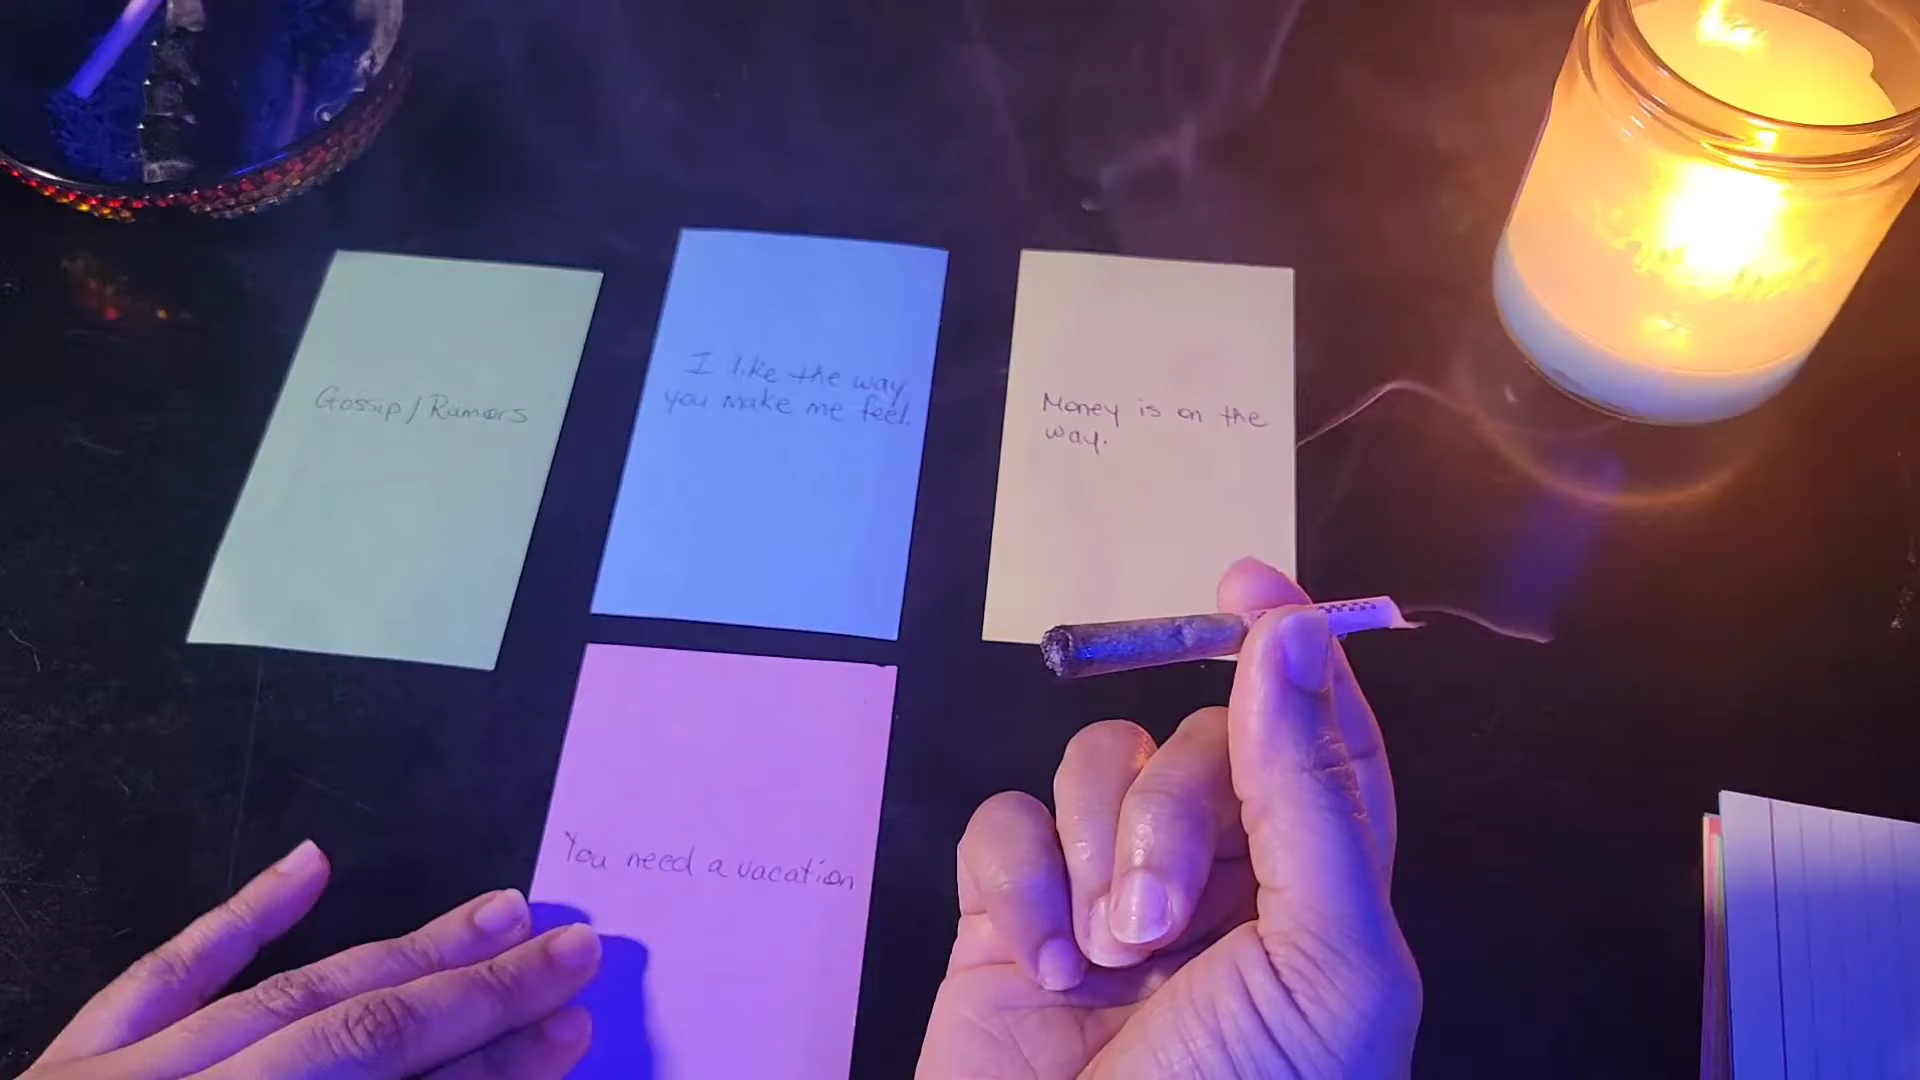 Gossip/Rumors
I like the way
you make me feel.
Money is on the
way.
You need a vacation